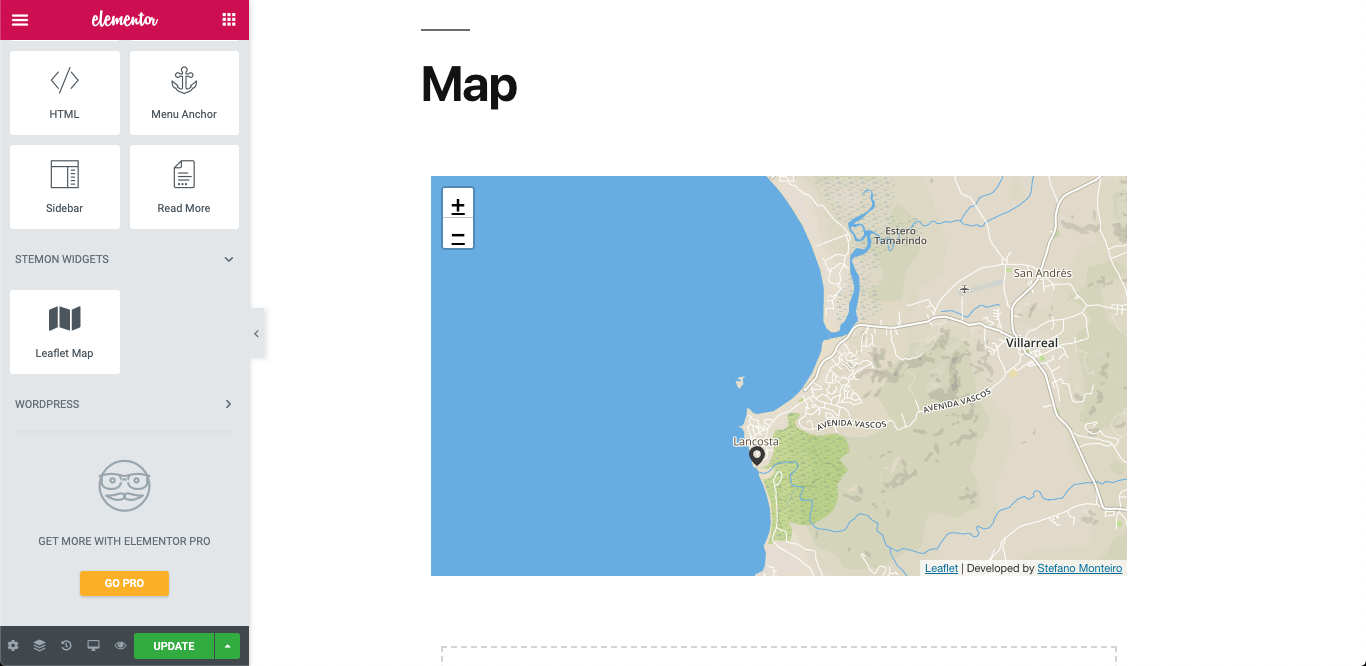 elementor
HTML
Menu Anchor
Sidebar
Read More
STEMON WIDGETS
Leaflet Map
WORDPRESS
GET MORE WITH ELEMENTOR PRO
GO PRO
UPDATE
Map
+
−
Estero
Tamarindo
San Andrés
Villarreal
AVENIDA VASCOS
AVENIDA VASCOS
Lancosta
Leaflet | Developed by Stefano Monteiro